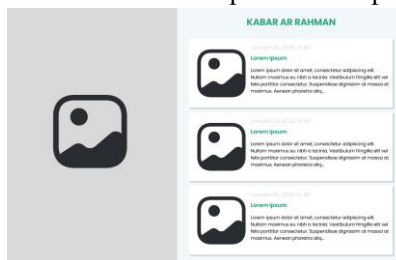 KABAR AR RAHMAN
Lorem Ipsum
Lorem ipsum dolor sit amet, consectetur adipiscing elit.
Nullam maximus eu nibh a lacinia. Vestibulum fringilla elit vel
felis porttitor consectetur. Suspendisse dignissim at massa at
maximus. Aenean pharetra aliq...
Lorem Ipsum
Lorem ipsum dolor sit amet, consectetur adipiscing elit.
Nullam maximus eu nibh a lacinia. Vestibulum fringilla elit vel
felis porttitor consectetur. Suspendisse dignissim at massa at
maximus. Aenean pharetra aliq...
Lorem Ipsum
Lorem ipsum dolor sit amet, consectetur adipiscing elit.
Nullam maximus eu nibh a lacinia. Vestibulum fringilla elit vel
felis porttitor consectetur. Suspendisse dignissim at massa at
maximus. Aenean pharetra aliq...